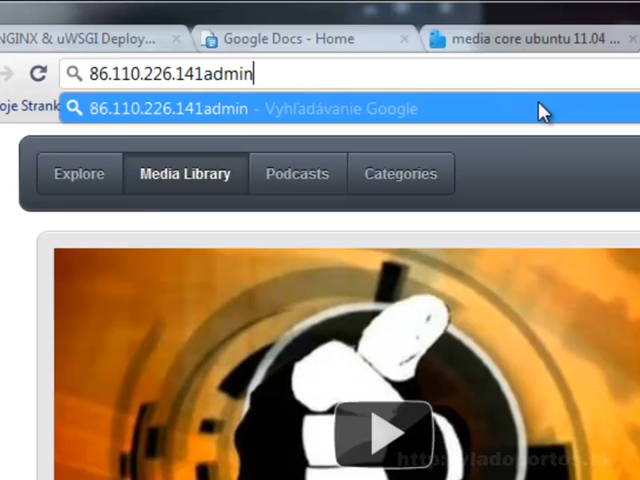 NGINX & uWSGI Deploy...
Google Docs - Home
media core ubuntu 11.04 ...
86.110.226.141admin
oje Strank
86.110.226.141admin - Vyhľadávanie Google
Explore
Media Library
Podcasts
Categories